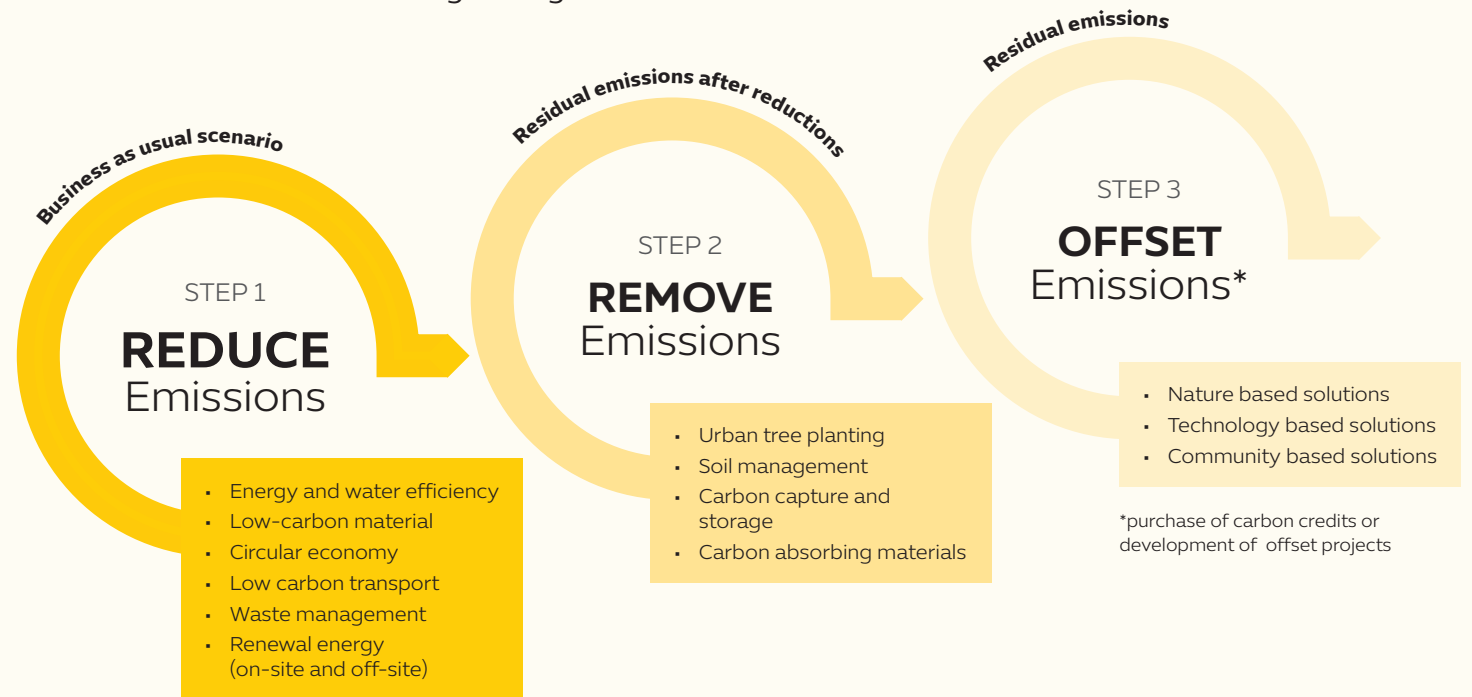 Business as usual scenario
STEP 1
REDUCE
Emissions
• Energy and water efficiency
• Low-carbon material
• Circular economy
• Low carbon transport
• Waste management
• Renewal energy
(on-site and off-site)
Residual emissions after reductions
STEP 2
REMOVE
Emissions
• Urban tree planting
• Soil management
• Carbon capture and
storage
• Carbon absorbing materials
Residual emissions
STEP 3
OFFSET
Emissions*
• Nature based solutions
• Technology based solutions
• Community based solutions
*purchase of carbon credits or
development of offset projects